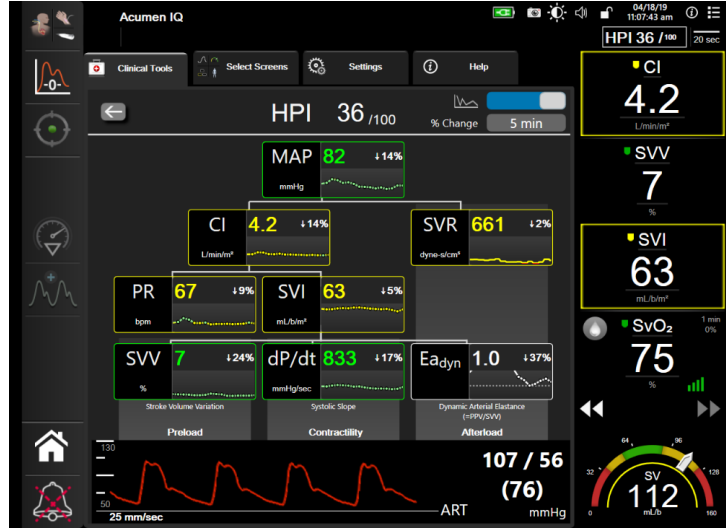 Acumen IQ
04/18/19
11:07:43 am
HPI 36 /100
20 sec
-0-
Clinical Tools
Select Screens
Settings
Help
HPI 36 /100
% Change
5 min
MAP 82 ↓14%
mmHg
CI 4.2 ↓14%
L/min/m²
SVR 661 ↓2%
dyne-s/cm⁵
PR 67 ↓9%
bpm
SVI 63 ↓5%
mL/b/m²
SVV 7 ↓24%
%
dP/dt 833 ↓17%
mmHg/sec
Eadyn 1.0 ↓37%
Stroke Volume Variation
Systolic Slope
Dynamic Arterial Elastance
(=PPV/SVV)
Preload
Contractility
Afterload
130
50
25 mm/sec
ART
107 / 56
(76)
mmHg
CI
4.2
L/min/m²
SVV
7
%
SVI
63
mL/b/m²
SvO₂
1 min
0%
75
%
0
32
64
96
128
160
SV
112
mL/b